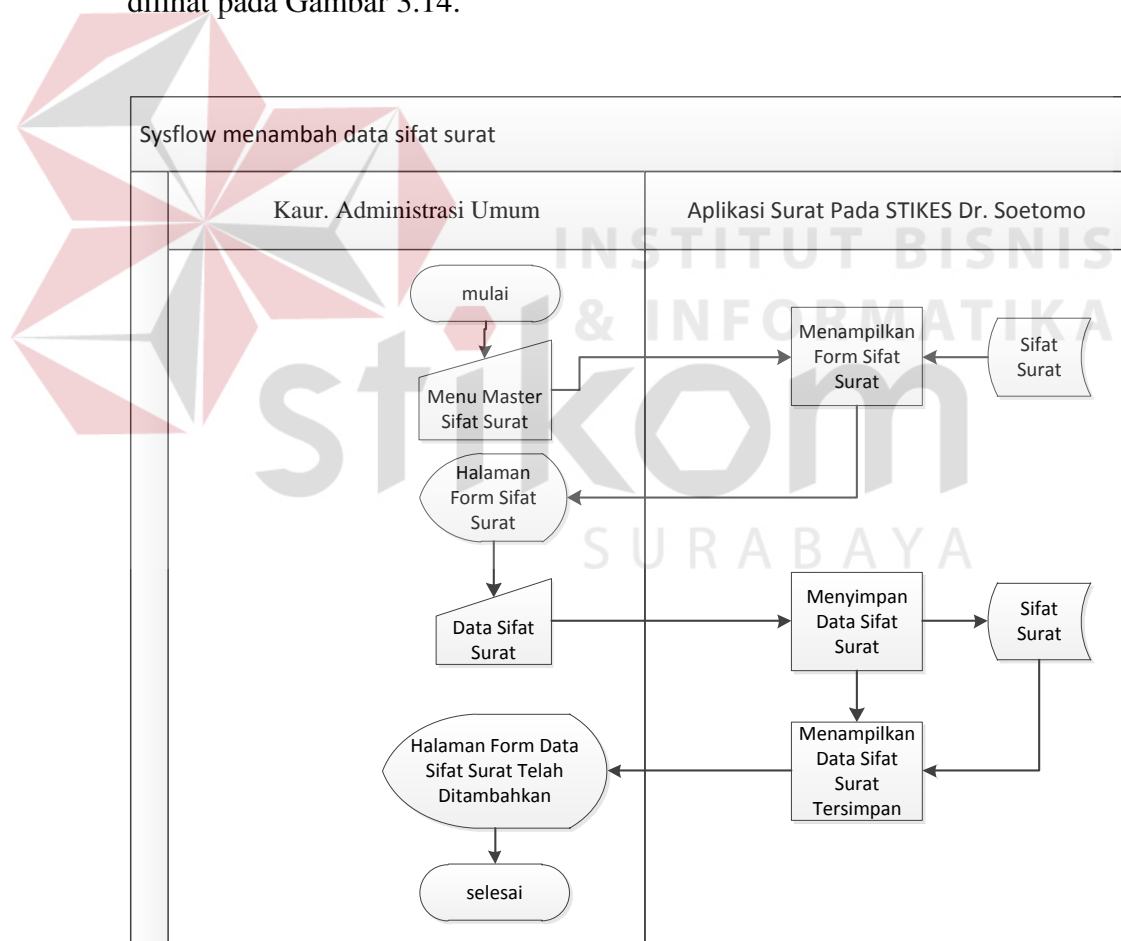 dilihat pada Gambar 3.14.
Sysflow menambah data sifat surat
Kaur. Administrasi Umum
Aplikasi Surat Pada STIKES Dr. Soetomo
INSTITUT BISNIS
& INFORMATIKA
stikom
SURABAYA
mulai
Menu Master
Sifat Surat
Menampilkan
Form Sifat
Surat
Sifat
Surat
Halaman
Form Sifat
Surat
Data Sifat
Surat
Menyimpan
Data Sifat
Surat
Sifat
Surat
Menampilkan
Data Sifat
Surat
Tersimpan
Halaman Form Data
Sifat Surat Telah
Ditambahkan
selesai